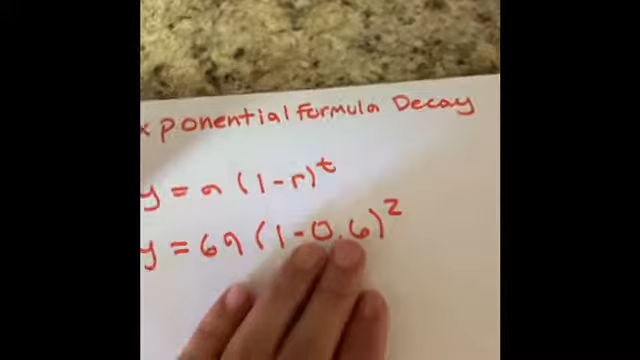 xponential formula Decay
y = a (1-r)^t
y = 69 (1-0.6)^2